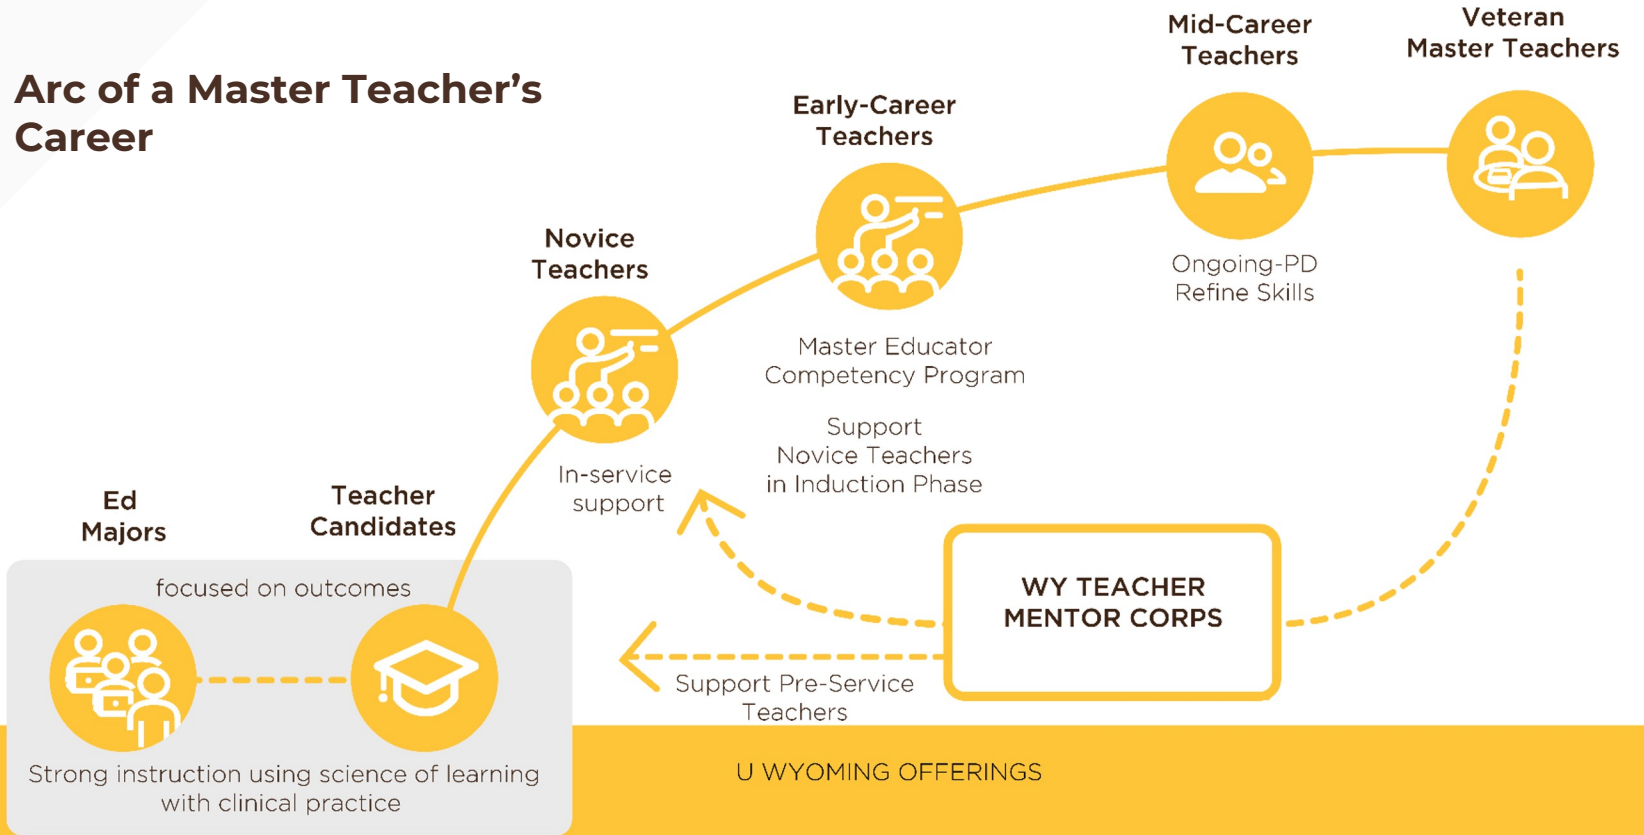 Arc of a Master Teacher’s
Career
Ed
Majors
focused on outcomes
Strong instruction using science of learning
with clinical practice
Teacher
Candidates
Novice
Teachers
In-service
support
Early-Career
Teachers
Master Educator
Competency Program
Support
Novice Teachers
in Induction Phase
Mid-Career
Teachers
Ongoing-PD
Refine Skills
Veteran
Master Teachers
WY TEACHER
MENTOR CORPS
Support Pre-Service
Teachers
U WYOMING OFFERINGS